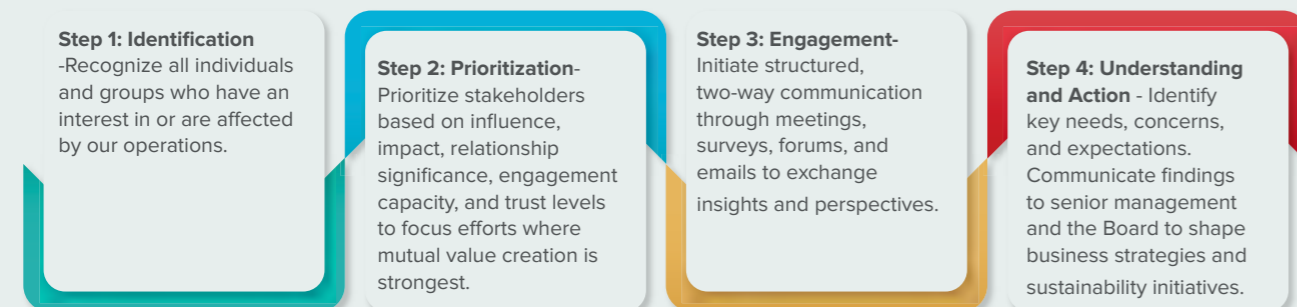 Step 1: Identification
-Recognize all individuals
and groups who have an
interest in or are affected
by our operations.
Step 2: Prioritization-
Prioritize stakeholders
based on influence,
impact, relationship
significance, engagement
capacity, and trust levels
to focus efforts where
mutual value creation is
strongest.
Step 3: Engagement-
Initiate structured,
two-way communication
through meetings,
surveys, forums, and
emails to exchange
insights and perspectives.
Step 4: Understanding
and Action - Identify
key needs, concerns,
and expectations.
Communicate findings
to senior management
and the Board to shape
business strategies and
sustainability initiatives.